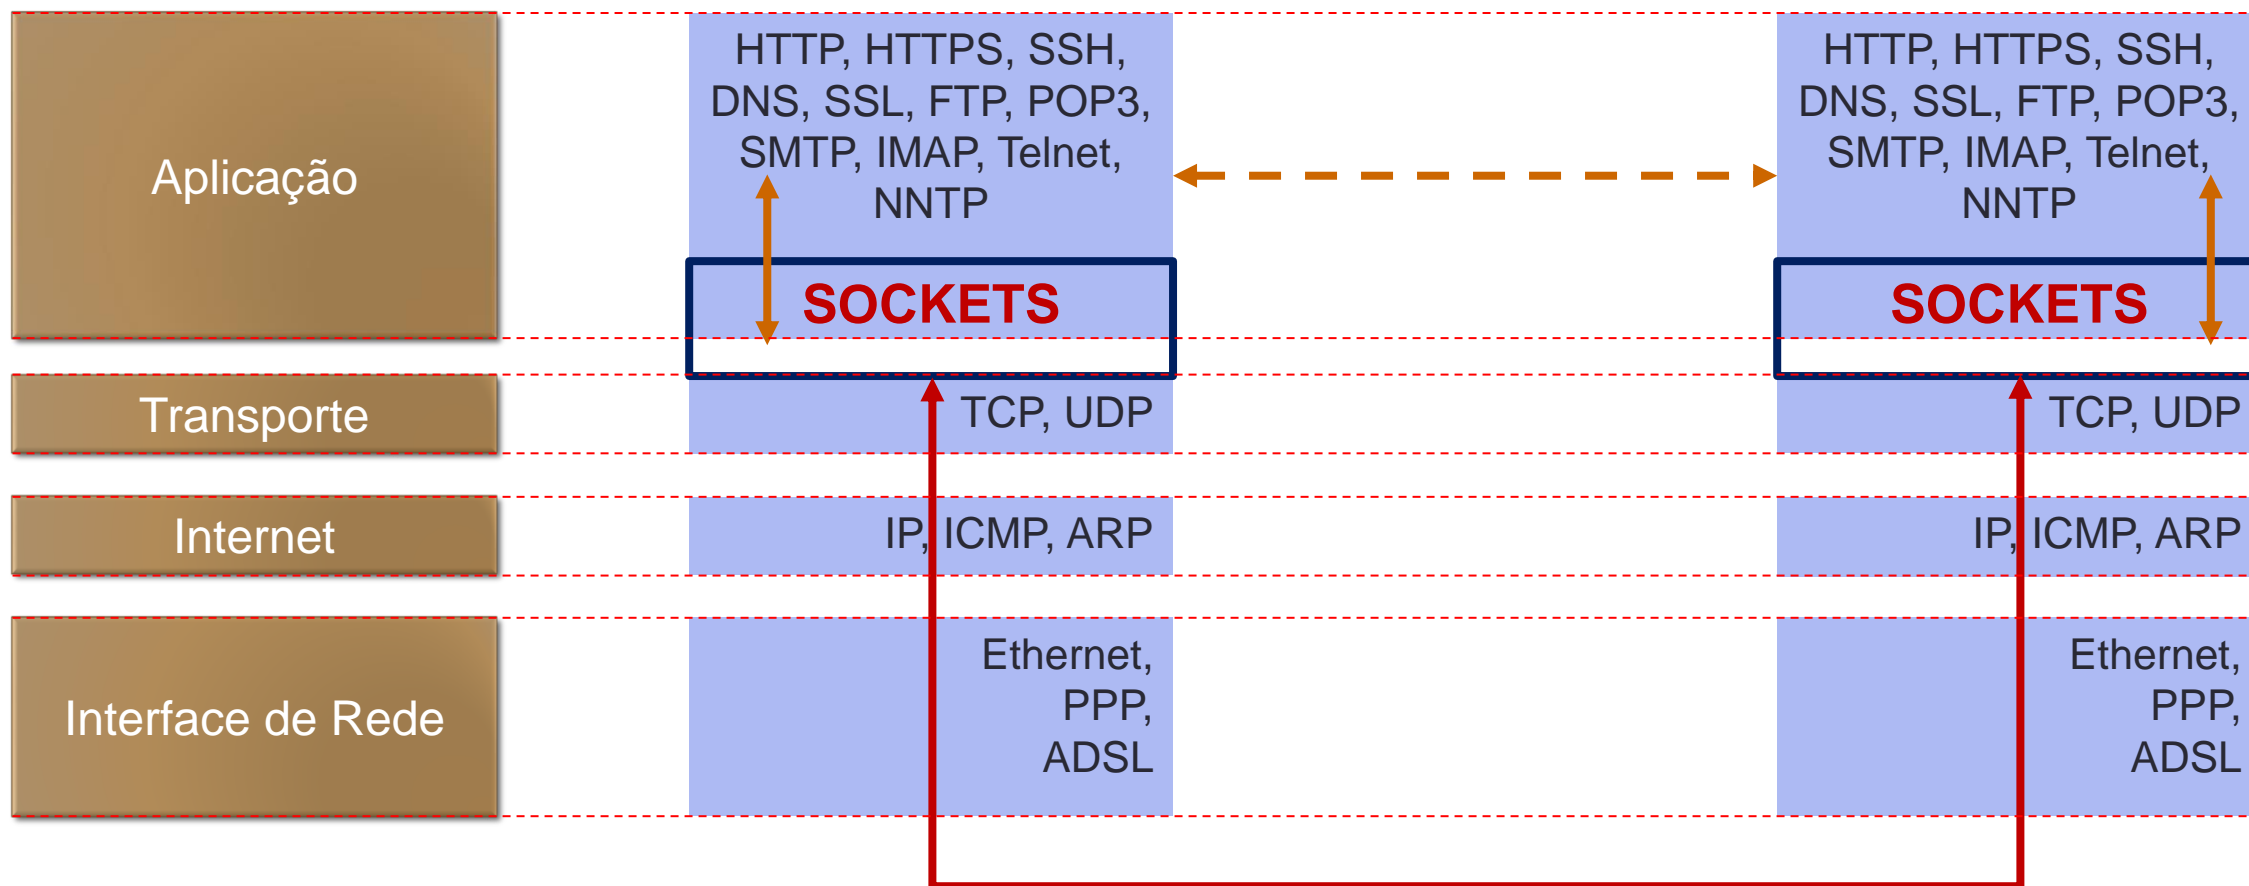 Aplicação
HTTP, HTTPS, SSH,
DNS, SSL, FTP, POP3,
SMTP, IMAP, Telnet,
NNTP
SOCKETS
HTTP, HTTPS, SSH,
DNS, SSL, FTP, POP3,
SMTP, IMAP, Telnet,
NNTP
SOCKETS
Transporte
TCP, UDP
TCP, UDP
Internet
IP, ICMP, ARP
IP, ICMP, ARP
Interface de Rede
Ethernet,
PPP,
ADSL
Ethernet,
PPP,
ADSL